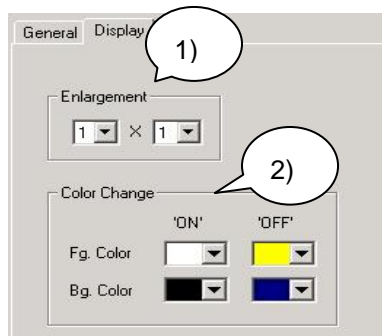 General Display
1)
Enlargement
1 × 1
2)
Color Change
'ON' 'OFF'
Fg. Color
Bg. Color